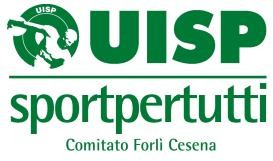 UISP
UISP
sportpertutti
Comitato Forlì Cesena